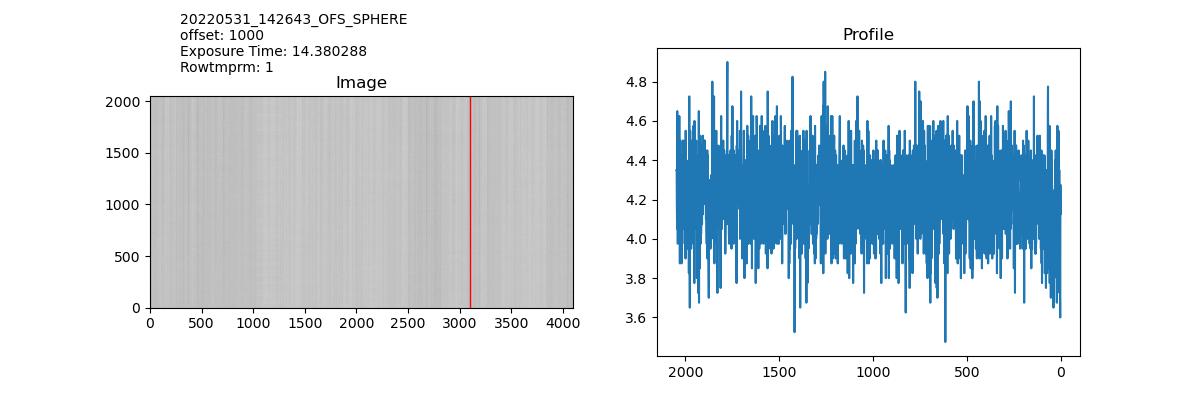 20220531_142643_OFS_SPHERE
offset: 1000
Exposure Time: 14.380288
Rowtmprm: 1
Image
2000
1500
1000
500
0
0 500 1000 1500 2000 2500 3000 3500 4000
Profile
4.8
4.6
4.4
4.2
4.0
3.8
3.6
2000 1500 1000 500 0